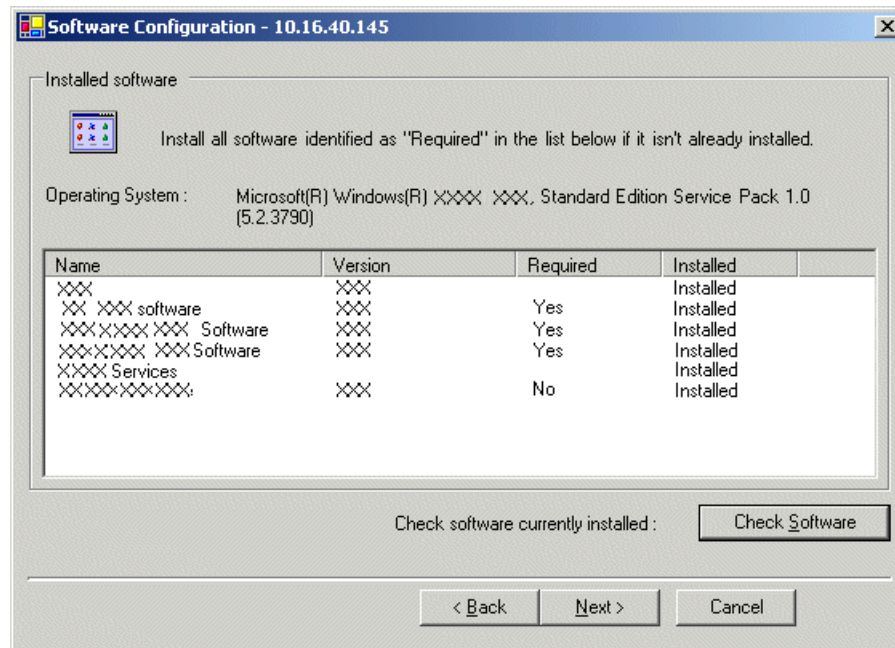 Software Configuration - 10.16.40.145
Installed software
Install all software identified as "Required" in the list below if it isn't already installed.
Operating System : Microsoft(R) Windows(R) XXXX XXX, Standard Edition Service Pack 1.0
(5.2.3790)
Name Version Required Installed
XXX XXX Installed
XX XXX software XXX Yes Installed
XXX XXXX XXX Software XXX Yes Installed
XXXXXXX XXX Software XXX Yes Installed
XXXX Services Installed
XXXXXXXXXXX: XXX No Installed
Check software currently installed : Check Software
< Back Next > Cancel